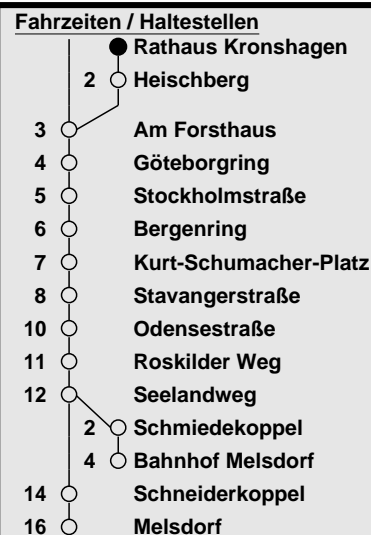 Fahrzeiten / Haltestellen
Rathaus Kronshagen
2 Heischberg
3 Am Forsthaus
4 Göteborgring
5 Stockholmstraße
6 Bergenring
7 Kurt-Schumacher-Platz
8 Stavangerstraße
10 Odensestraße
11 Roskilder Weg
12 Seelandweg
2 Schmiedekoppel
4 Bahnhof Melsdorf
14 Schneiderkoppel
16 Melsdorf